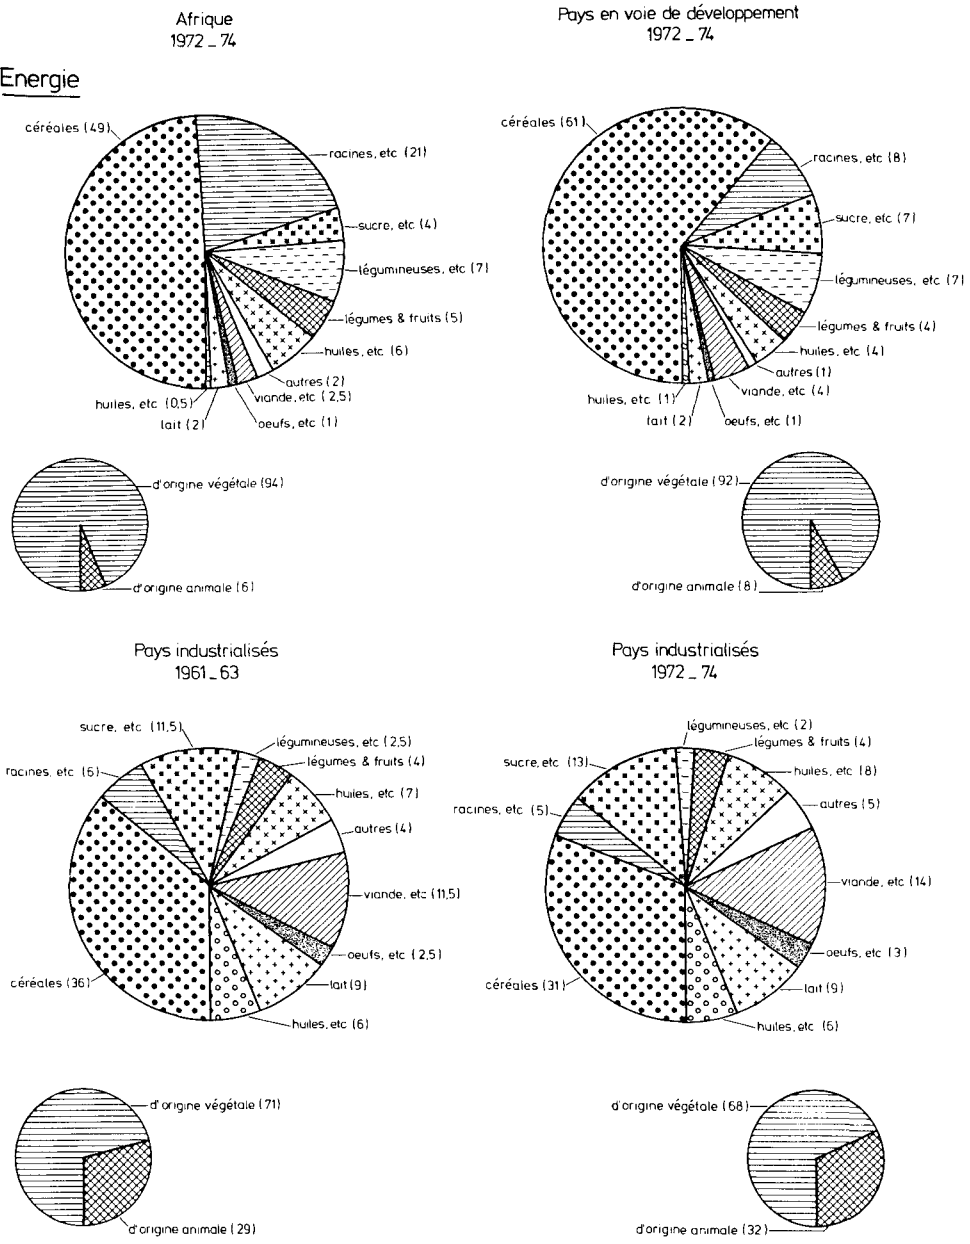 Afrique
1972_74
Pays en voie de développement
1972_74
Energie
céréales (49)
racines, etc (21)
sucre, etc (4)
légumineuses, etc (7)
légumes & fruits (5)
huiles, etc (6)
autres (2)
viande, etc (2,5)
oeufs, etc (1)
lait (2)
huiles, etc (0,5)
céréales (61)
racines, etc (8)
sucre, etc (7)
légumineuses, etc (7)
légumes & fruits (4)
huiles, etc (4)
autres (1)
viande, etc (4)
oeufs, etc (1)
lait (2)
huiles, etc (1)
d'origine végétale (94)
d'origine animale (6)
d'origine végétale (92)
d'origine animale (8)
Pays industrialisés
1961_63
Pays industrialisés
1972_74
sucre, etc (11,5)
légumineuses, etc (2,5)
légumes & fruits (4)
racines, etc (6)
huiles, etc (7)
autres (4)
viande, etc (11,5)
oeufs, etc (2,5)
lait (9)
huiles, etc (6)
céréales (36)
légumineuses, etc (2)
légumes & fruits (4)
sucre, etc (13)
huiles, etc (8)
racines, etc (5)
autres (5)
viande, etc (14)
oeufs, etc (3)
lait (9)
huiles, etc (6)
céréales (31)
d'origine végétale (71)
d'origine animale (29)
d'origine végétale (68)
d'origine animale (32)